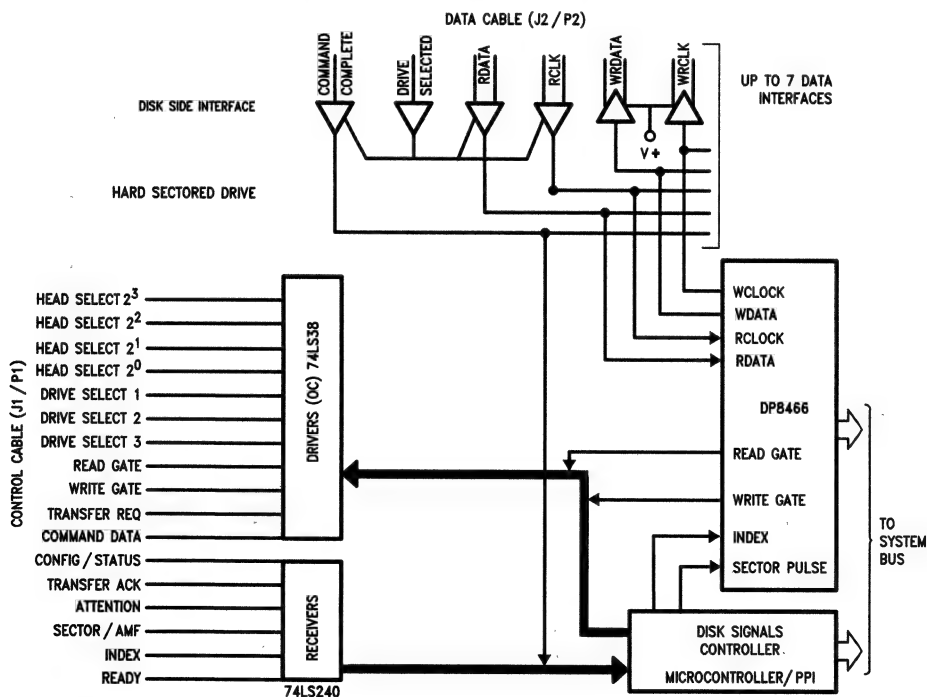 DATA CABLE (J2/P2)
COMMAND
COMPLETE
DRIVE
SELECTED
RDATA
RCLK
WRDATA
WRCLK
UP TO 7 DATA
INTERFACES
DISK SIDE INTERFACE
V+
HARD SECTORED DRIVE
CONTROL CABLE (J1/P1)
HEAD SELECT 2³
HEAD SELECT 2²
HEAD SELECT 2¹
HEAD SELECT 2⁰
DRIVE SELECT 1
DRIVE SELECT 2
DRIVE SELECT 3
READ GATE
WRITE GATE
TRANSFER REQ
COMMAND DATA
CONFIG/STATUS
TRANSFER ACK
ATTENTION
SECTOR/AMF
INDEX
READY
DRIVERS (OC) 74LS38
RECEIVERS
74LS240
WCLOCK
WDATA
RCLOCK
RDATA
DP8466
READ GATE
WRITE GATE
INDEX
SECTOR PULSE
TO
SYSTEM
BUS
DISK SIGNALS
CONTROLLER
MICROCONTROLLER/PPI